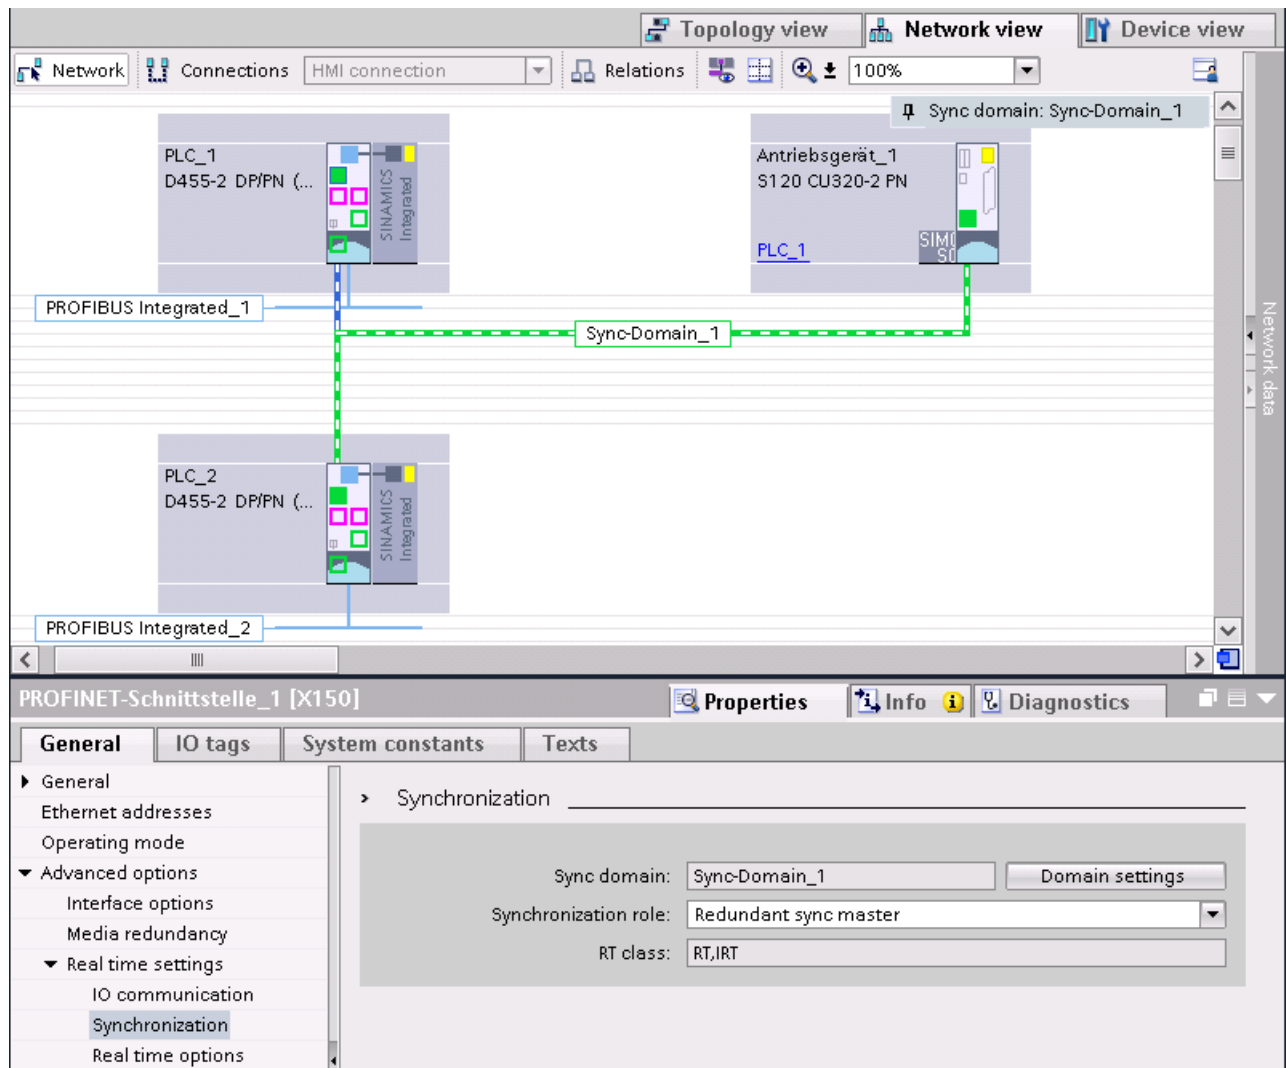 Topology view
Network view
Device view
Network
Connections
HMI connection
Relations
100%
Sync domain: Sync-Domain_1
PLC_1
D455-2 DP/PN (...
SINAMICS
Integrated
Antriebsgerät_1
S120 CU320-2 PN
PLC_1
PROFIBUS Integrated_1
Sync-Domain_1
Network data
PLC_2
D455-2 DP/PN (...
SINAMICS
Integrated
PROFIBUS Integrated_2
PROFINET-Schnittstelle_1 [X150]
Properties
Info
Diagnostics
General
IO tags
System constants
Texts
General
Ethernet addresses
Operating mode
Advanced options
Interface options
Media redundancy
Real time settings
IO communication
Synchronization
Real time options
Synchronization
Sync domain:
Sync-Domain_1
Domain settings
Synchronization role:
Redundant sync master
RT class:
RT,IRT